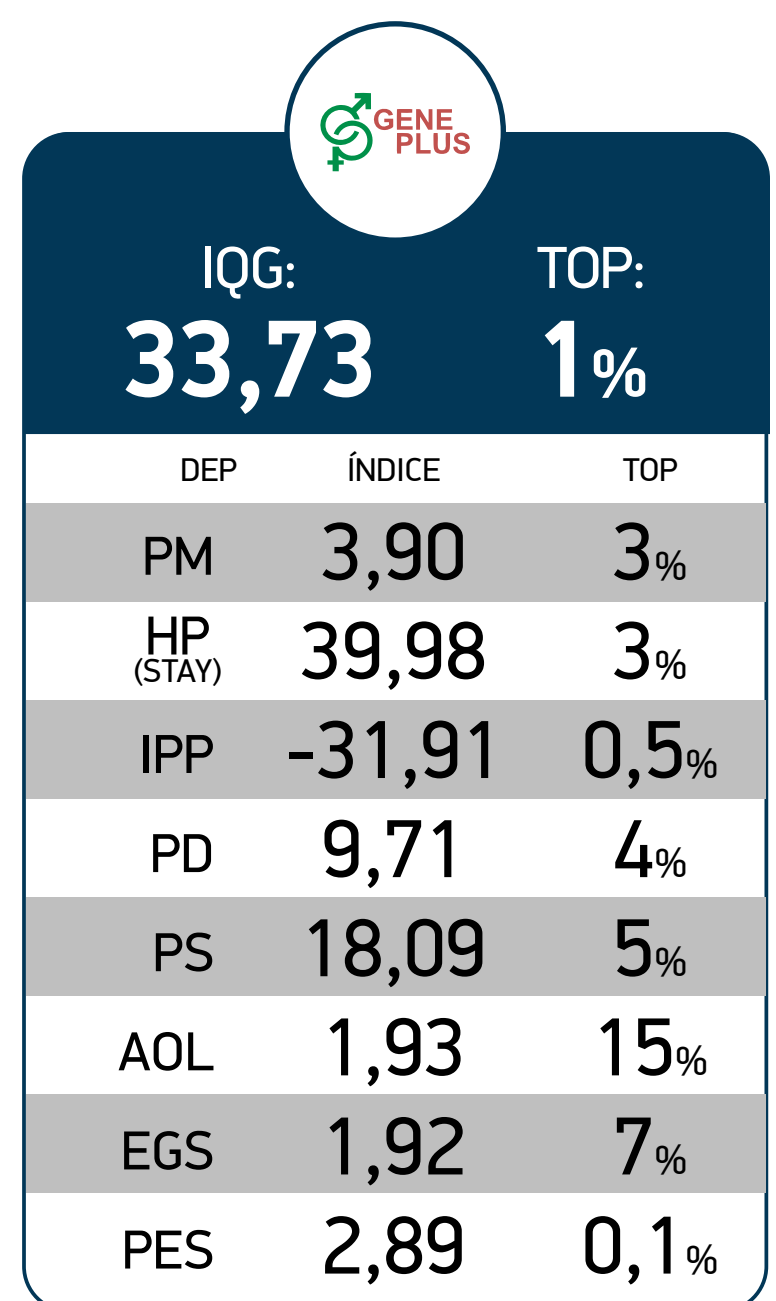 GENE
PLUS
IQG: TOP:
33,73 1%
DEP ÍNDICE TOP
PM 3,90 3%
HP
(STAY) 39,98 3%
IPP -31,91 0,5%
PD 9,71 4%
PS 18,09 5%
AOL 1,93 15%
EGS 1,92 7%
PES 2,89 0,1%